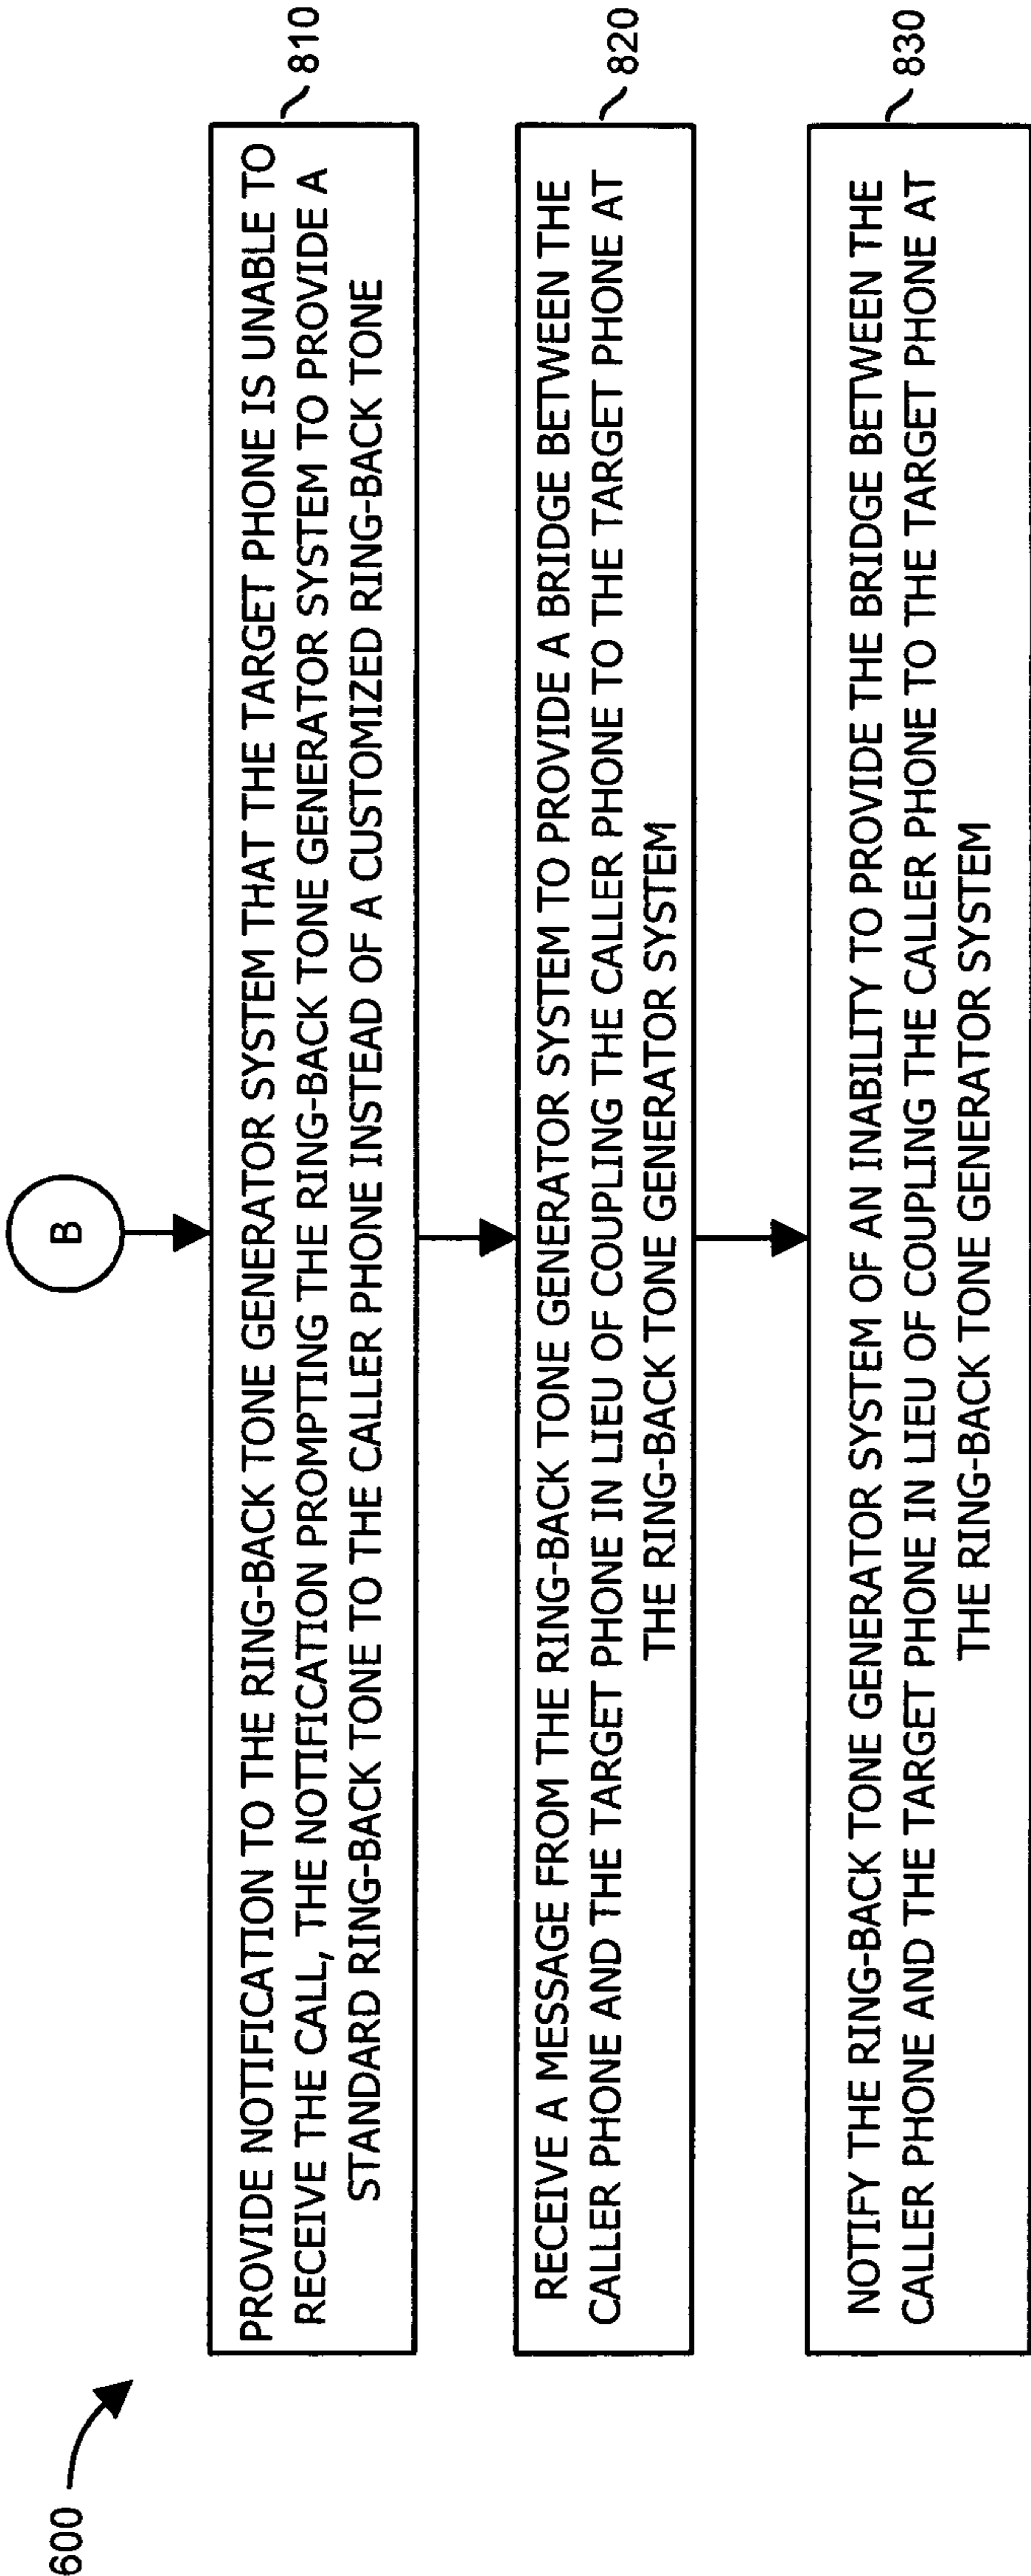 600
B
PROVIDE NOTIFICATION TO THE RING-BACK TONE GENERATOR SYSTEM THAT THE TARGET PHONE IS UNABLE TO
RECEIVE THE CALL, THE NOTIFICATION PROMPTING THE RING-BACK TONE GENERATOR SYSTEM TO PROVIDE A
STANDARD RING-BACK TONE TO THE CALLER PHONE INSTEAD OF A CUSTOMIZED RING-BACK TONE
810
RECEIVE A MESSAGE FROM THE RING-BACK TONE GENERATOR SYSTEM TO PROVIDE A BRIDGE BETWEEN THE
CALLER PHONE AND THE TARGET PHONE IN LIEU OF COUPLING THE CALLER PHONE TO THE TARGET PHONE AT
THE RING-BACK TONE GENERATOR SYSTEM
820
NOTIFY THE RING-BACK TONE GENERATOR SYSTEM OF AN INABILITY TO PROVIDE THE BRIDGE BETWEEN THE
CALLER PHONE AND THE TARGET PHONE IN LIEU OF COUPLING THE CALLER PHONE TO THE TARGET PHONE AT
THE RING-BACK TONE GENERATOR SYSTEM
830